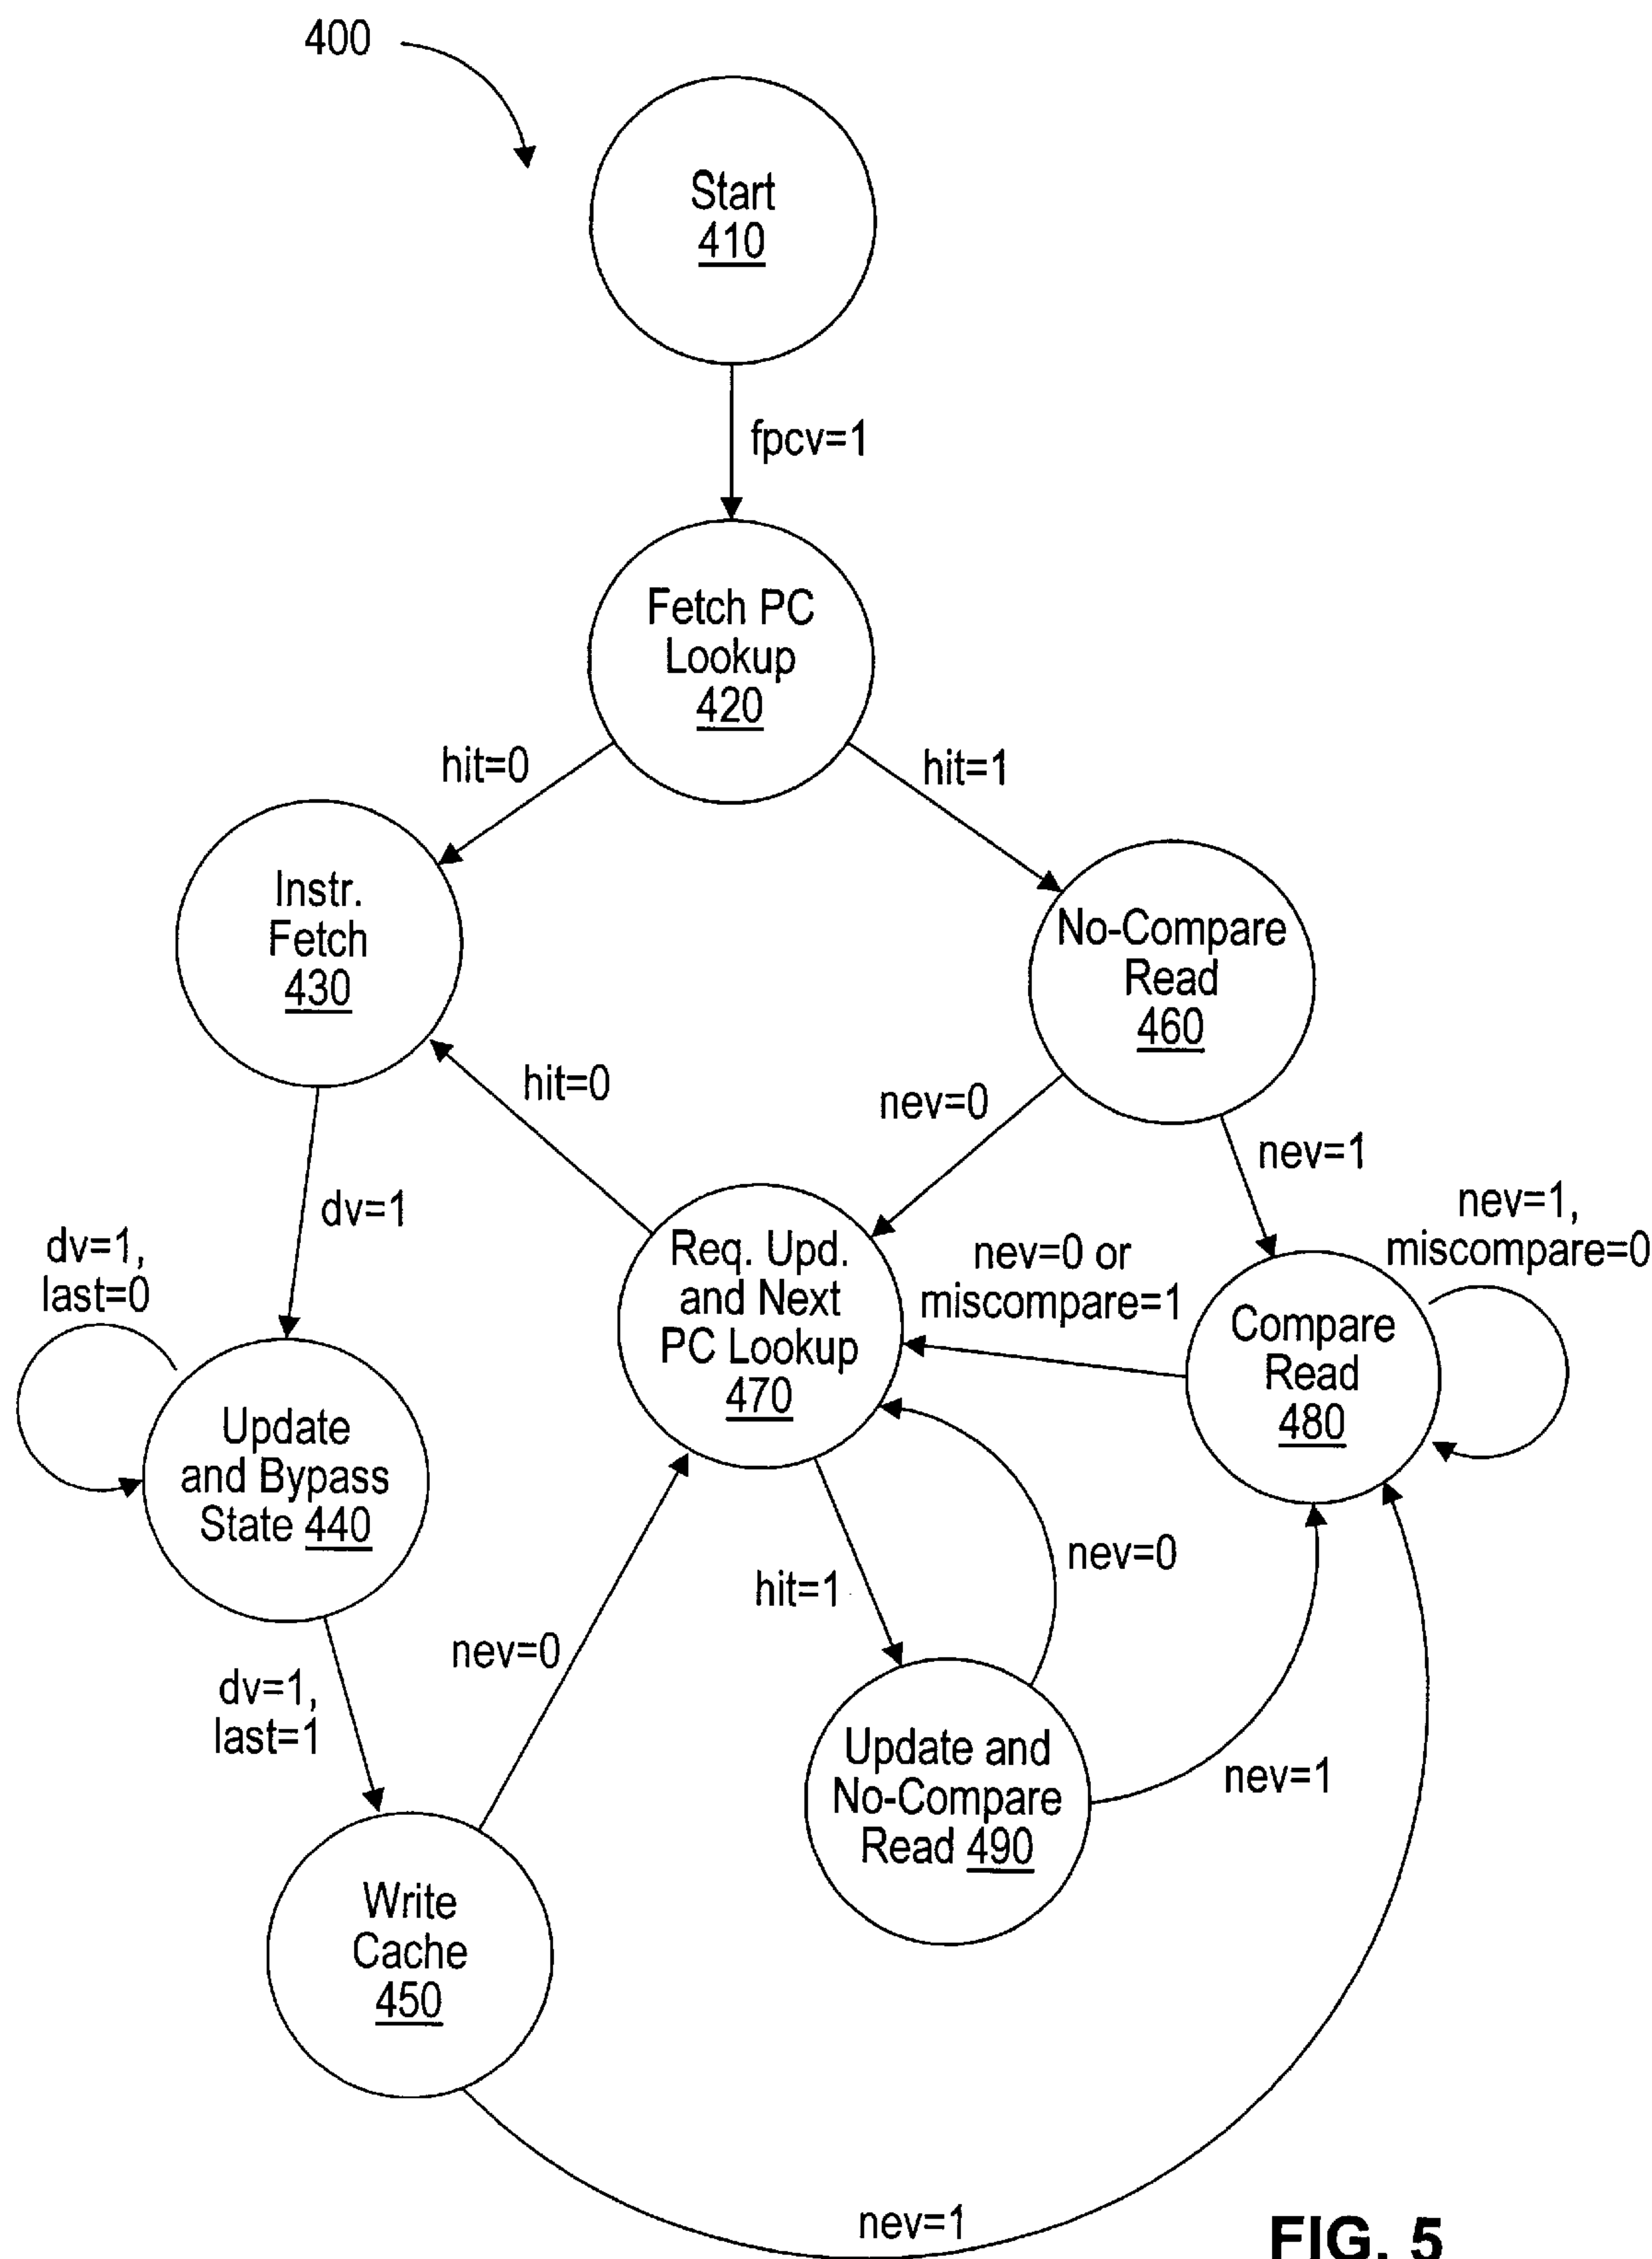 400
Start
410
fpcv=1
Fetch PC
Lookup
420
hit=0
hit=1
Instr.
Fetch
430
No-Compare
Read
460
hit=0
nev=0
nev=1
dv=1
dv=1,
last=0
Req. Upd.
and Next
PC Lookup
470
nev=0 or
miscompare=1
nev=1,
miscompare=0
Compare
Read
480
Update
and Bypass
State 440
hit=1
nev=0
nev=0
dv=1,
last=1
Update and
No-Compare
Read 490
nev=1
Write
Cache
450
nev=1
FIG. 5